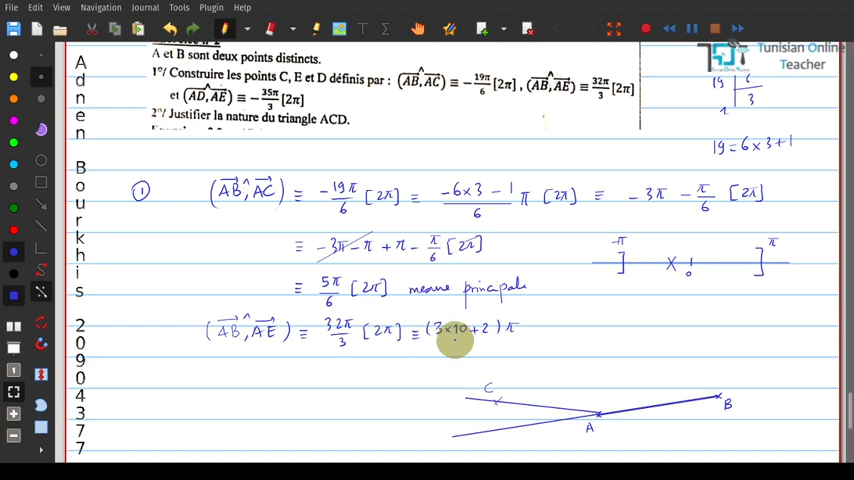 File Edit View Navigation Journal Tools Plugin Help
Tunisian Online
Teacher
A et B sont deux points distincts.
1°/ Construire les points C, E et D définis par : (AB,AC) ≡ −19π/6 [2π] , (AB,AE) ≡ 32π/3 [2π]
et (AD,AE) ≡ −35π/3 [2π]
2°/ Justifier la nature du triangle ACD.
Adnen Bourkhis 2094377
19 6
3
1
19 = 6×3+1
① (AB,AC) ≡ −19π/6 [2π] ≡ (−6×3 − 1)/6 π [2π] ≡ −3π − π/6 [2π]
≡ −3π − π + π − π/6 [2π]
−π π
0
≡ 5π/6 [2π] mesure principale
(AB,AE) ≡ 32π/3 [2π] ≡ (3×10+2) π
C
B
A